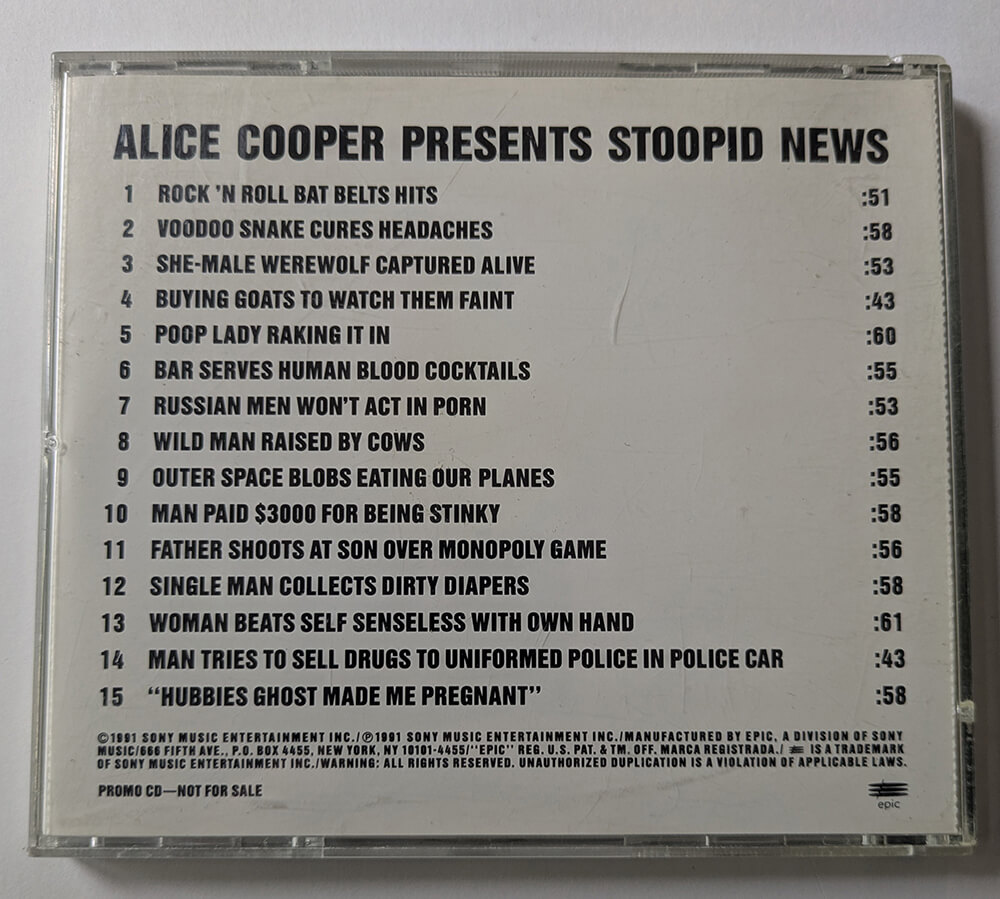 ALICE COOPER PRESENTS STOOPID NEWS
1 ROCK 'N ROLL BAT BELTS HITS :51
2 VOODOO SNAKE CURES HEADACHES :58
3 SHE-MALE WEREWOLF CAPTURED ALIVE :53
4 BUYING GOATS TO WATCH THEM FAINT :43
5 POOP LADY RAKING IT IN :60
6 BAR SERVES HUMAN BLOOD COCKTAILS :55
7 RUSSIAN MEN WON'T ACT IN PORN :53
8 WILD MAN RAISED BY COWS :56
9 OUTER SPACE BLOBS EATING OUR PLANES :55
10 MAN PAID $3000 FOR BEING STINKY :58
11 FATHER SHOOTS AT SON OVER MONOPOLY GAME :56
12 SINGLE MAN COLLECTS DIRTY DIAPERS :58
13 WOMAN BEATS SELF SENSELESS WITH OWN HAND :61
14 MAN TRIES TO SELL DRUGS TO UNIFORMED POLICE IN POLICE CAR :43
15 "HUBBIES GHOST MADE ME PREGNANT" :58
©1991 SONY MUSIC ENTERTAINMENT INC./℗1991 SONY MUSIC ENTERTAINMENT INC./MANUFACTURED BY EPIC, A DIVISION OF SONY
MUSIC/666 FIFTH AVE., P.O. BOX 4455, NEW YORK, NY 10101-4455/"EPIC" REG. U.S. PAT. & TM. OFF. MARCA REGISTRADA./ IS A TRADEMARK
OF SONY MUSIC ENTERTAINMENT INC./WARNING: ALL RIGHTS RESERVED. UNAUTHORIZED DUPLICATION IS A VIOLATION OF APPLICABLE LAWS.
PROMO CD—NOT FOR SALE
epic